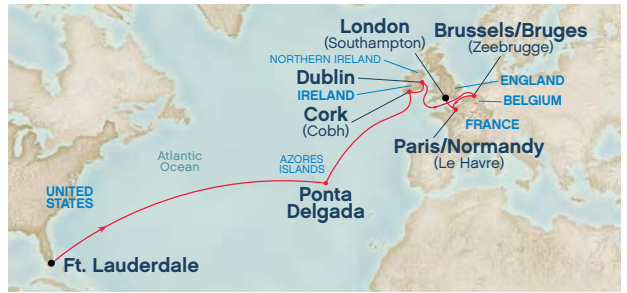 London
(Southampton)
Brussels/Bruges
(Zeebrugge)
NORTHERN IRELAND
Dublin
IRELAND
ENGLAND
BELGIUM
Cork
(Cobh)
FRANCE
Paris/Normandy
(Le Havre)
Atlantic
Ocean
AZORES
ISLANDS
UNITED
STATES
Ponta
Delgada
Ft. Lauderdale